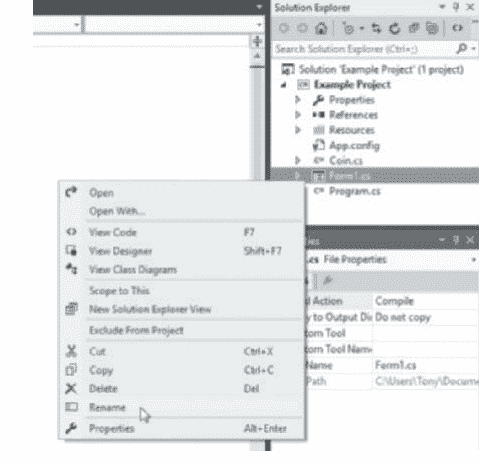 Solution Explorer
Search Solution Explorer (Ctrl+;)
Solution 'Example Project' (1 project)
Example Project
Properties
References
Resources
App.config
Coin.cs
Form1.cs
Program.cs
Open
Open With...
View Code F7
View Designer Shift+F7
View Class Diagram
Scope to This
New Solution Explorer View
Exclude From Project
Cut Ctrl+X
Copy Ctrl+C
Delete Del
Rename
Properties Alt+Enter
ies
.cs File Properties
d Action Compile
y to Output Dir Do not copy
tom Tool
tom Tool Name
Name Form1.cs
Path C:\Users\Tony\Docume